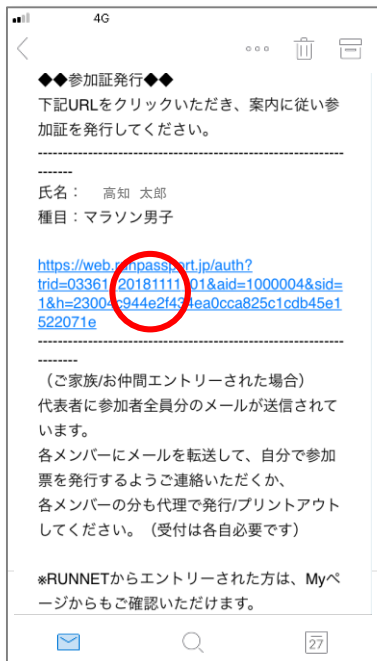 4G
◆◆参加証発行◆◆
下記URLをクリックいただき、案内に従い参
加証を発行してください。
----------------------------------------------------------------
-------
氏名： 高知 太郎
種目：マラソン男子
https://web.runpassport.jp/auth?
20181111 01&aid=1000004&sid=
522071e
----------------------------------------------------------------
--------
（ご家族/お仲間エントリーされた場合）
代表者に参加者全員分のメールが送信されて
います。
各メンバーにメールを転送して、自分で参加
票を発行するようご連絡いただくか、
各メンバーの分も代理で発行/プリントアウト
してください。（受付は各自必要です）
※RUNNETからエントリーされた方は、Myペ
ージからもご確認いただけます。
27